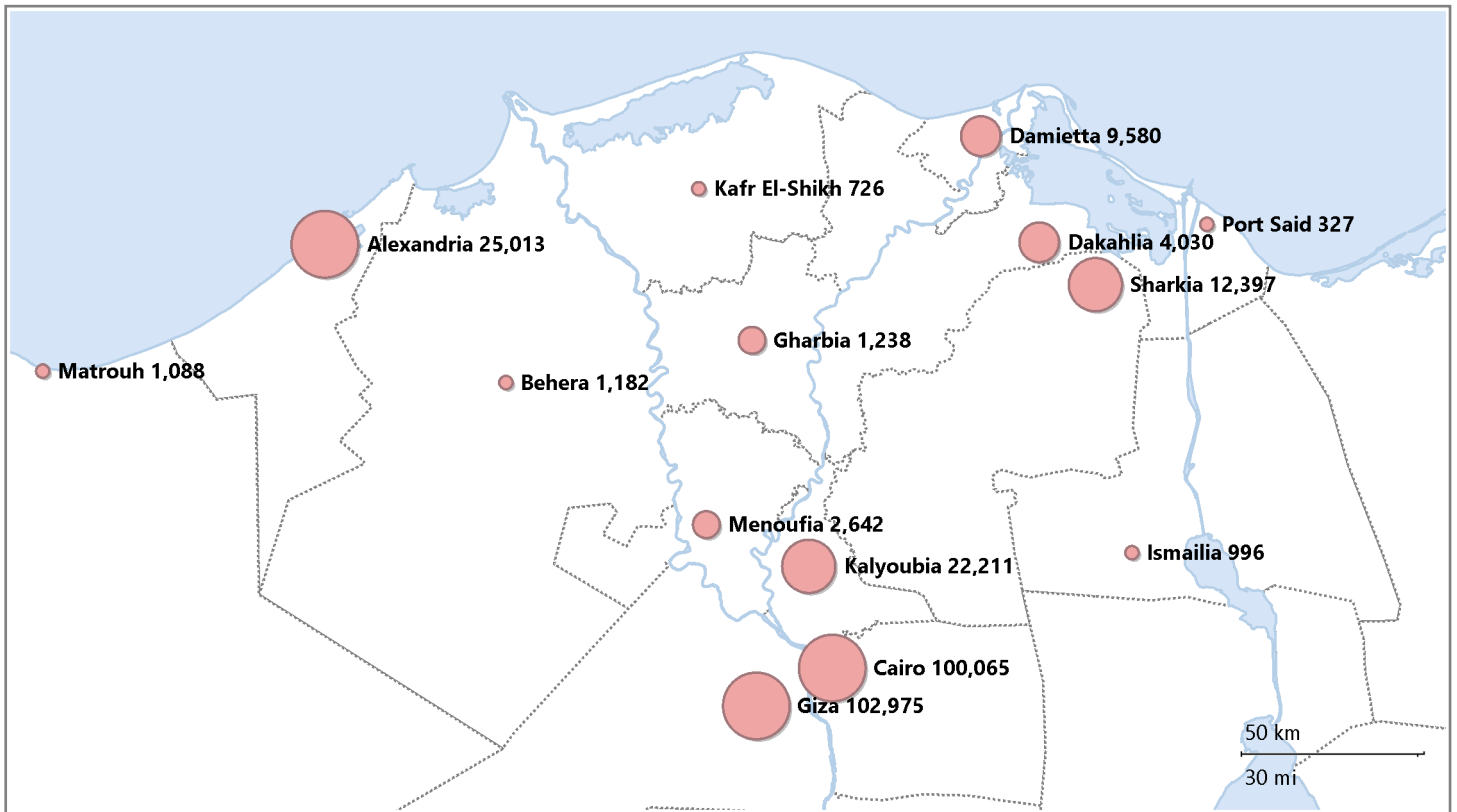 Damietta 9,580
Kafr El-Shikh 726
Port Said 327
Alexandria 25,013
Dakahlia 4,030
Sharkia 12,397
Gharbia 1,238
Matrouh 1,088
Behera 1,182
Menoufia 2,642
Ismailia 996
Kalyoubia 22,211
Cairo 100,065
Giza 102,975
50 km
30 mi